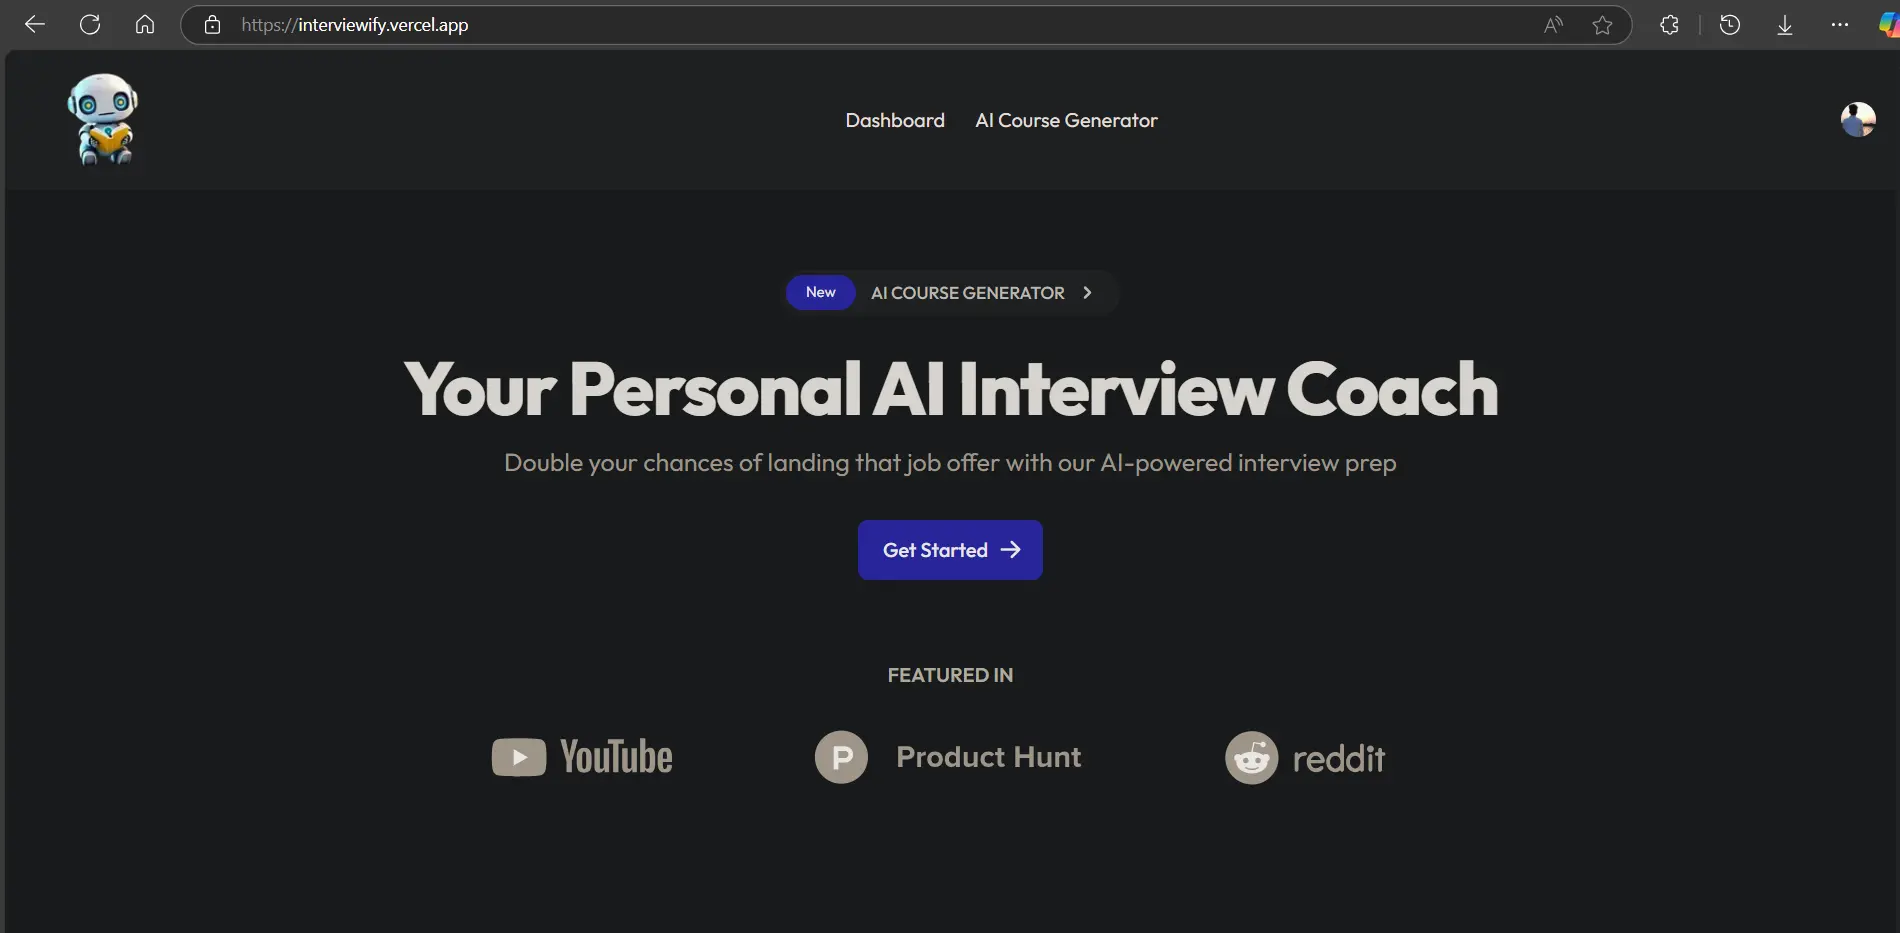 https://interviewify.vercel.app
Dashboard AI Course Generator
New AI COURSE GENERATOR
Your Personal AI Interview Coach
Double your chances of landing that job offer with our AI-powered interview prep
Get Started
FEATURED IN
YouTube P Product Hunt reddit